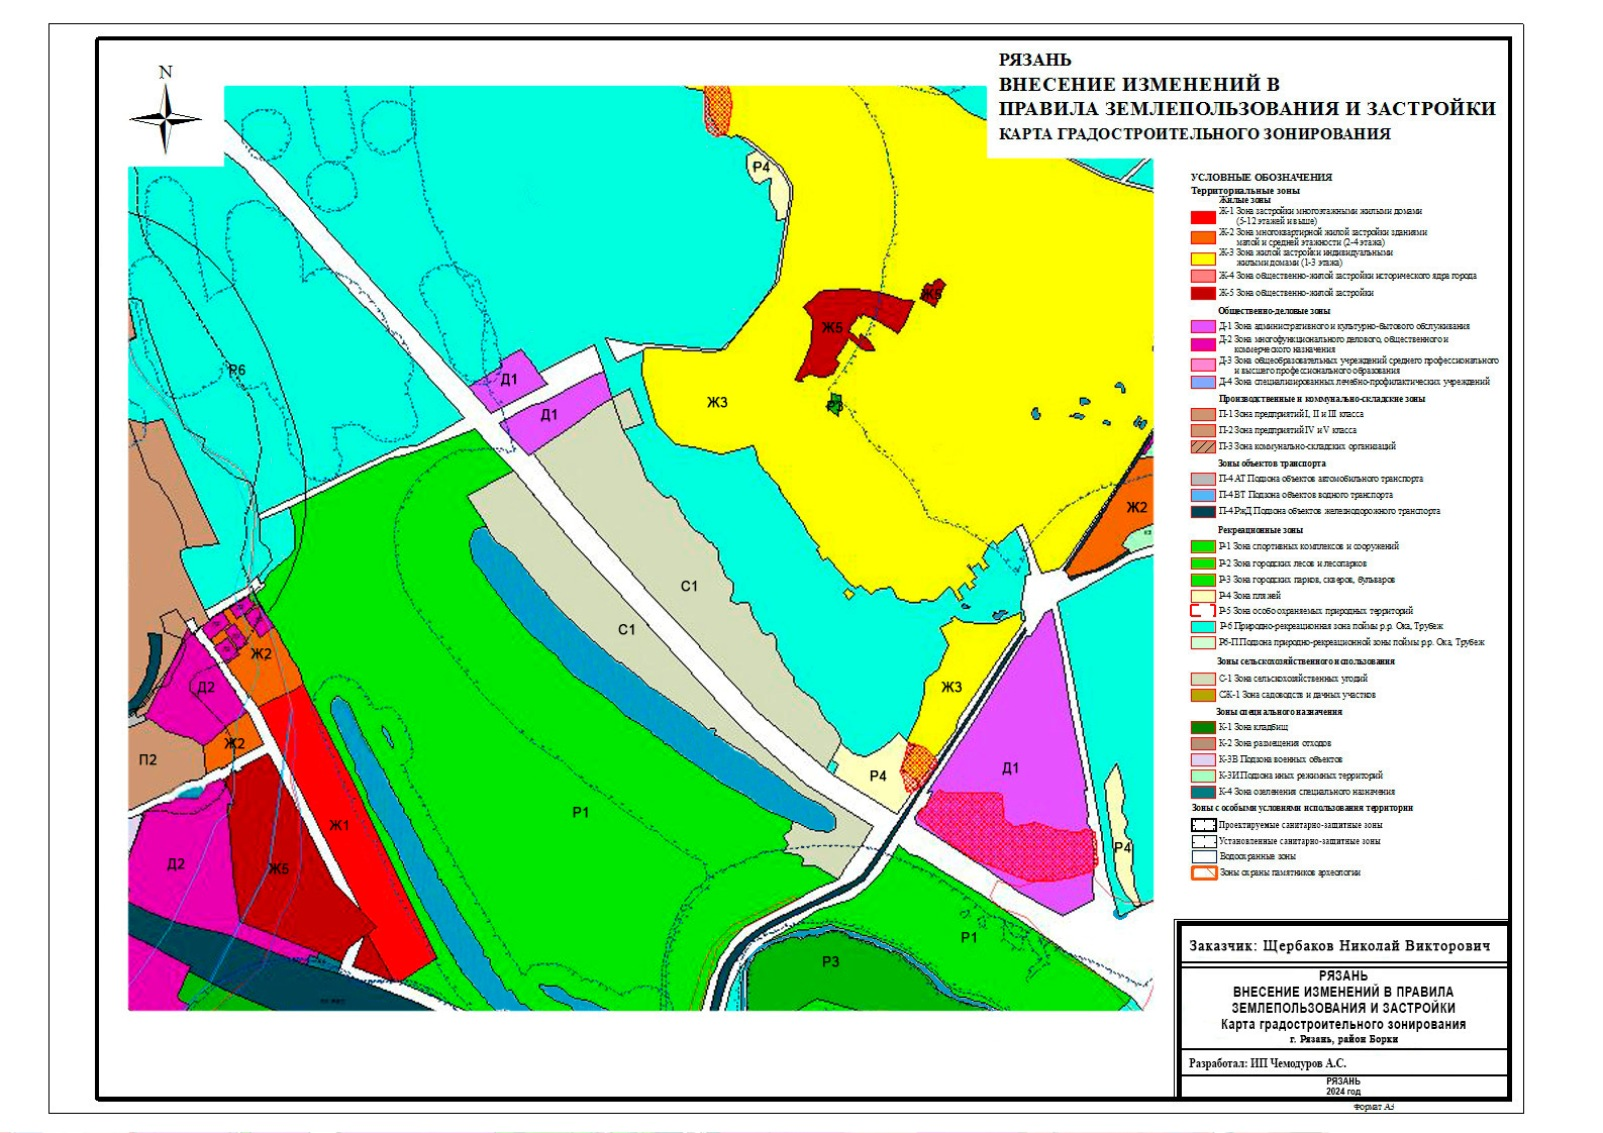 N
РЯЗАНЬ
ВНЕСЕНИЕ ИЗМЕНЕНИЙ В
ПРАВИЛА ЗЕМЛЕПОЛЬЗОВАНИЯ И ЗАСТРОЙКИ
КАРТА ГРАДОСТРОИТЕЛЬНОГО ЗОНИРОВАНИЯ
УСЛОВНЫЕ ОБОЗНАЧЕНИЯ
Территориальные зоны
Жилые зоны
Ж-1 Зона застройки многоэтажными жилыми домами
(5-12 этажей и выше)
Ж-2 Зона многоквартирной жилой застройки зданиями
малой и средней этажности (2-4 этажа)
Ж-3 Зона жилой застройки индивидуальными
жилыми домами (1-3 этажа)
Ж-4 Зона общественно-жилой застройки исторического ядра города
Ж-5 Зона общественно-жилой застройки
Общественно-деловые зоны
Д-1 Зона административного и культурно-бытового обслуживания
Д-2 Зона многофункционального делового, общественного и
коммерческого назначения
Д-3 Зона общеобразовательных учреждений среднего профессионального
и высшего профессионального образования
Д-4 Зона специализированных лечебно-профилактических учреждений
Производственные и коммунально-складские зоны
П-1 Зона предприятий I, II и III класса
П-2 Зона предприятий IV и V класса
П-3 Зона коммунально-складских организаций
Зоны объектов транспорта
П-4 АТ Подзона объектов автомобильного транспорта
П-4 ВТ Подзона объектов водного транспорта
П-4 РжД Подзона объектов железнодорожного транспорта
Рекреационные зоны
Р-1 Зона спортивных комплексов и сооружений
Р-2 Зона городских лесов и лесопарков
Р-3 Зона городских парков, скверов, бульваров
Р-4 Зона пляжей
Р-5 Зона особо охраняемых природных территорий
Р-6 Природно-рекреационная зона поймы р.р. Ока, Трубеж
Р6-П Подзона природно-рекреационной зоны поймы р.р. Ока, Трубеж
Зоны сельскохозяйственного использования
С-1 Зона сельскохозяйственных угодий
СЖ-1 Зона садоводств и дачных участков
Зоны специального назначения
К-1 Зона кладбищ
К-2 Зона размещения отходов
К-3В Подзона военных объектов
К-3И Подзона иных режимных территорий
К-4 Зона озеленения специального назначения
Зоны с особыми условиями использования территории
Проектируемые санитарно-защитные зоны
Установленные санитарно-защитные зоны
Водоохранные зоны
Зоны охраны памятников археологии
Р4
Ж5
Ж5
Р6
Д1
Ж3
Р3
Д1
Ж2
С1
С1
Ж2
Д2
Ж3
Ж2
П2
Р4
Д1
Р1
Ж1
Р4
Д2
Ж5
Р1
Р3
Заказчик: Щербаков Николай Викторович
РЯЗАНЬ
ВНЕСЕНИЕ ИЗМЕНЕНИЙ В ПРАВИЛА
ЗЕМЛЕПОЛЬЗОВАНИЯ И ЗАСТРОЙКИ
Карта градостроительного зонирования
г. Рязань, район Борки
Разработал: ИП Чемодуров А.С.
РЯЗАНЬ
2024 год
Формат А3